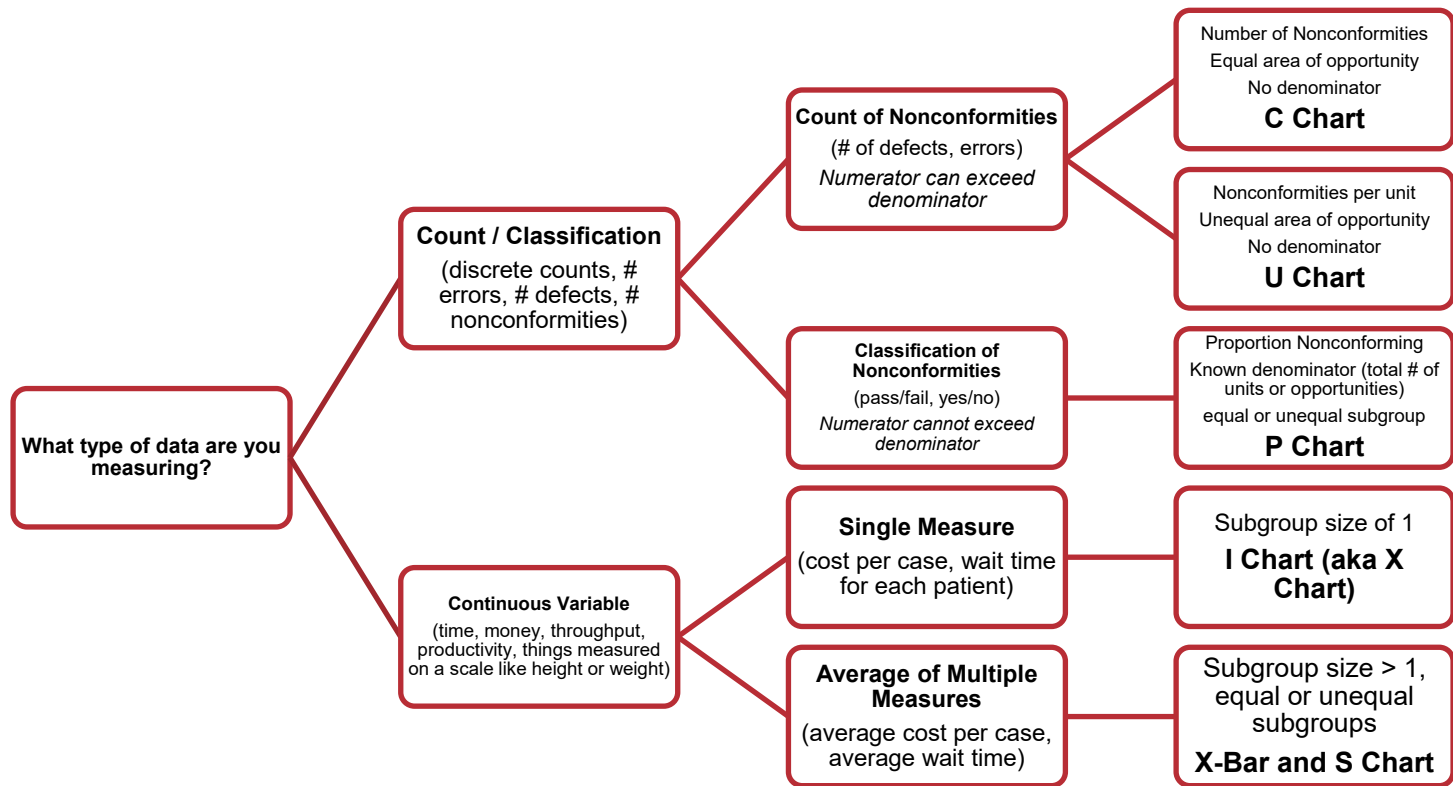 What type of data are you
measuring?
Count / Classification
(discrete counts, #
errors, # defects, #
nonconformities)
Continuous Variable
(time, money, throughput,
productivity, things measured
on a scale like height or weight)
Count of Nonconformities
(# of defects, errors)
Numerator can exceed
denominator
Classification of
Nonconformities
(pass/fail, yes/no)
Numerator cannot exceed
denominator
Single Measure
(cost per case, wait time
for each patient)
Average of Multiple
Measures
(average cost per case,
average wait time)
Number of Nonconformities
Equal area of opportunity
No denominator
C Chart
Nonconformities per unit
Unequal area of opportunity
No denominator
U Chart
Proportion Nonconforming
Known denominator (total # of
units or opportunities)
equal or unequal subgroup
P Chart
Subgroup size of 1
I Chart (aka X
Chart)
Subgroup size > 1,
equal or unequal
subgroups
X-Bar and S Chart